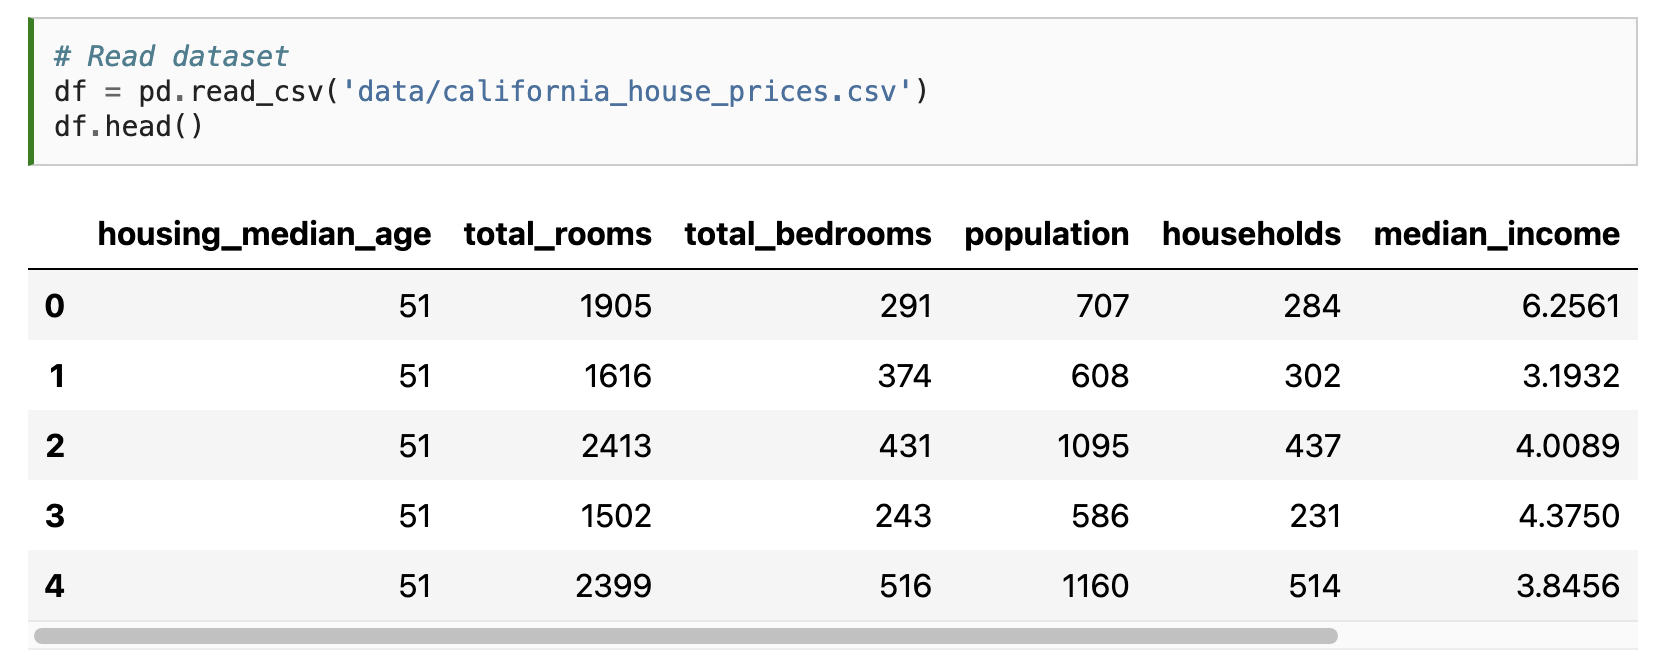 # Read dataset
df = pd.read_csv('data/california_house_prices.csv')
df.head()
housing_median_age total_rooms total_bedrooms population households median_income
0 51 1905 291 707 284 6.2561
1 51 1616 374 608 302 3.1932
2 51 2413 431 1095 437 4.0089
3 51 1502 243 586 231 4.3750
4 51 2399 516 1160 514 3.8456